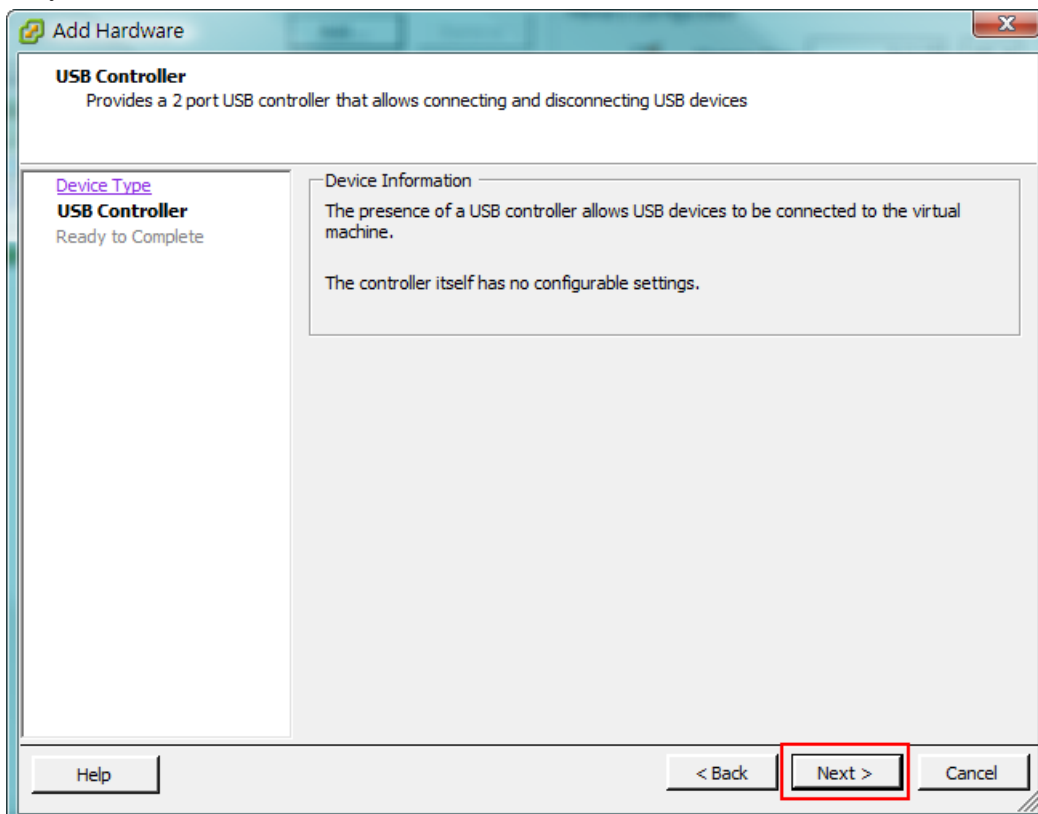 Add Hardware
USB Controller
Provides a 2 port USB controller that allows connecting and disconnecting USB devices
Device Type
USB Controller
Ready to Complete
Device Information
The presence of a USB controller allows USB devices to be connected to the virtual
machine.
The controller itself has no configurable settings.
Help
< Back
Next >
Cancel